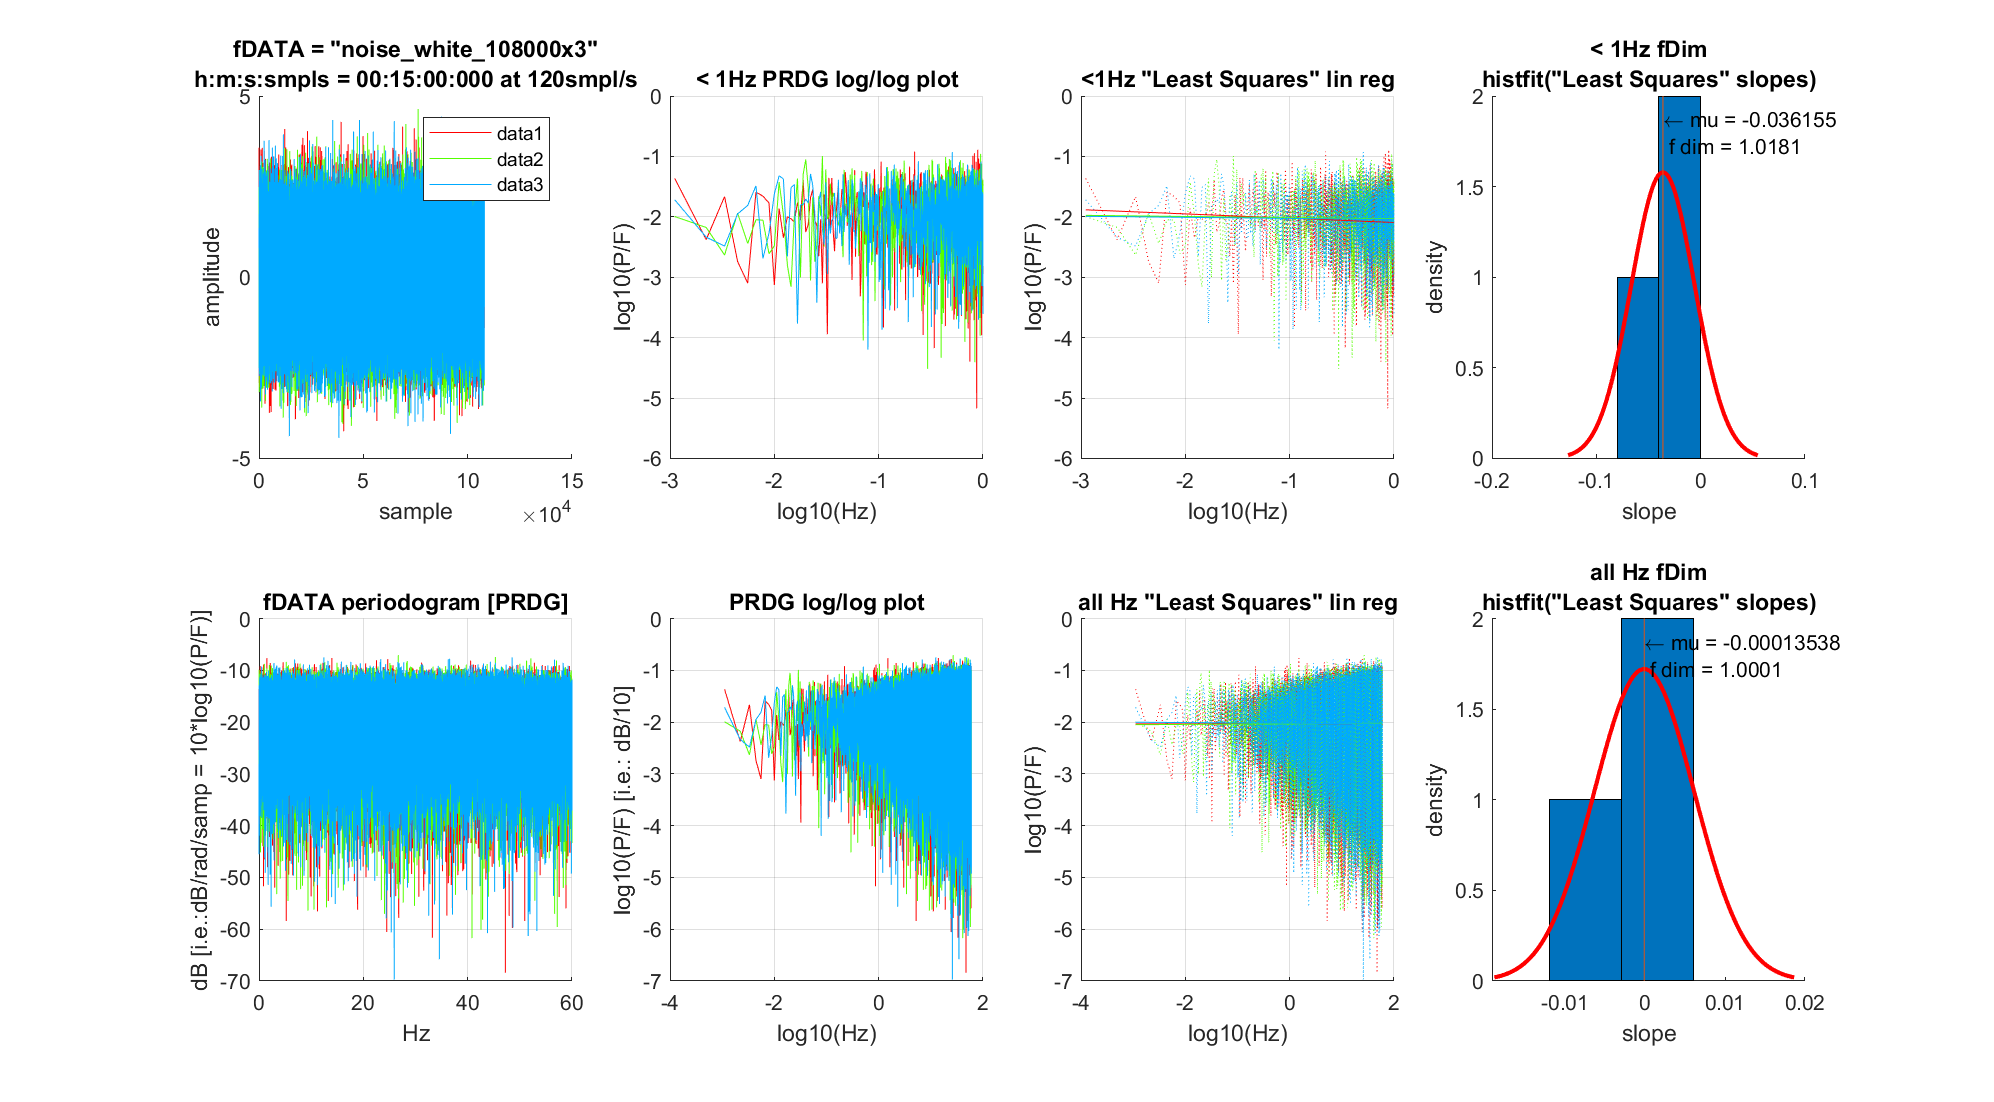 fDATA = "noise_white_108000x3"
h:m:s:smpls = 00:15:00:000 at 120smpl/s
5
0
-5
amplitude
data1
data2
data3
0 5 10 15
×10^4
sample
< 1Hz PRDG log/log plot
0
-1
-2
-3
-4
-5
-6
log10(P/F)
-3 -2 -1 0
log10(Hz)
<1Hz "Least Squares" lin reg
0
-1
-2
-3
-4
-5
-6
log10(P/F)
-3 -2 -1 0
log10(Hz)
< 1Hz fDim
histfit("Least Squares" slopes)
2
1.5
1
0.5
0
density
← mu = -0.036155
f dim = 1.0181
-0.2 -0.1 0 0.1
slope
fDATA periodogram [PRDG]
0
-10
-20
-30
-40
-50
-60
-70
dB [i.e.:dB/rad/samp = 10*log10(P/F)]
0 20 40 60
Hz
PRDG log/log plot
0
-1
-2
-3
-4
-5
-6
-7
log10(P/F) [i.e.: dB/10]
-4 -2 0 2
log10(Hz)
all Hz "Least Squares" lin reg
0
-1
-2
-3
-4
-5
-6
-7
log10(P/F)
-4 -2 0 2
log10(Hz)
all Hz fDim
histfit("Least Squares" slopes)
2
1.5
1
0.5
0
density
← mu = -0.00013538
f dim = 1.0001
-0.01 0 0.01 0.02
slope